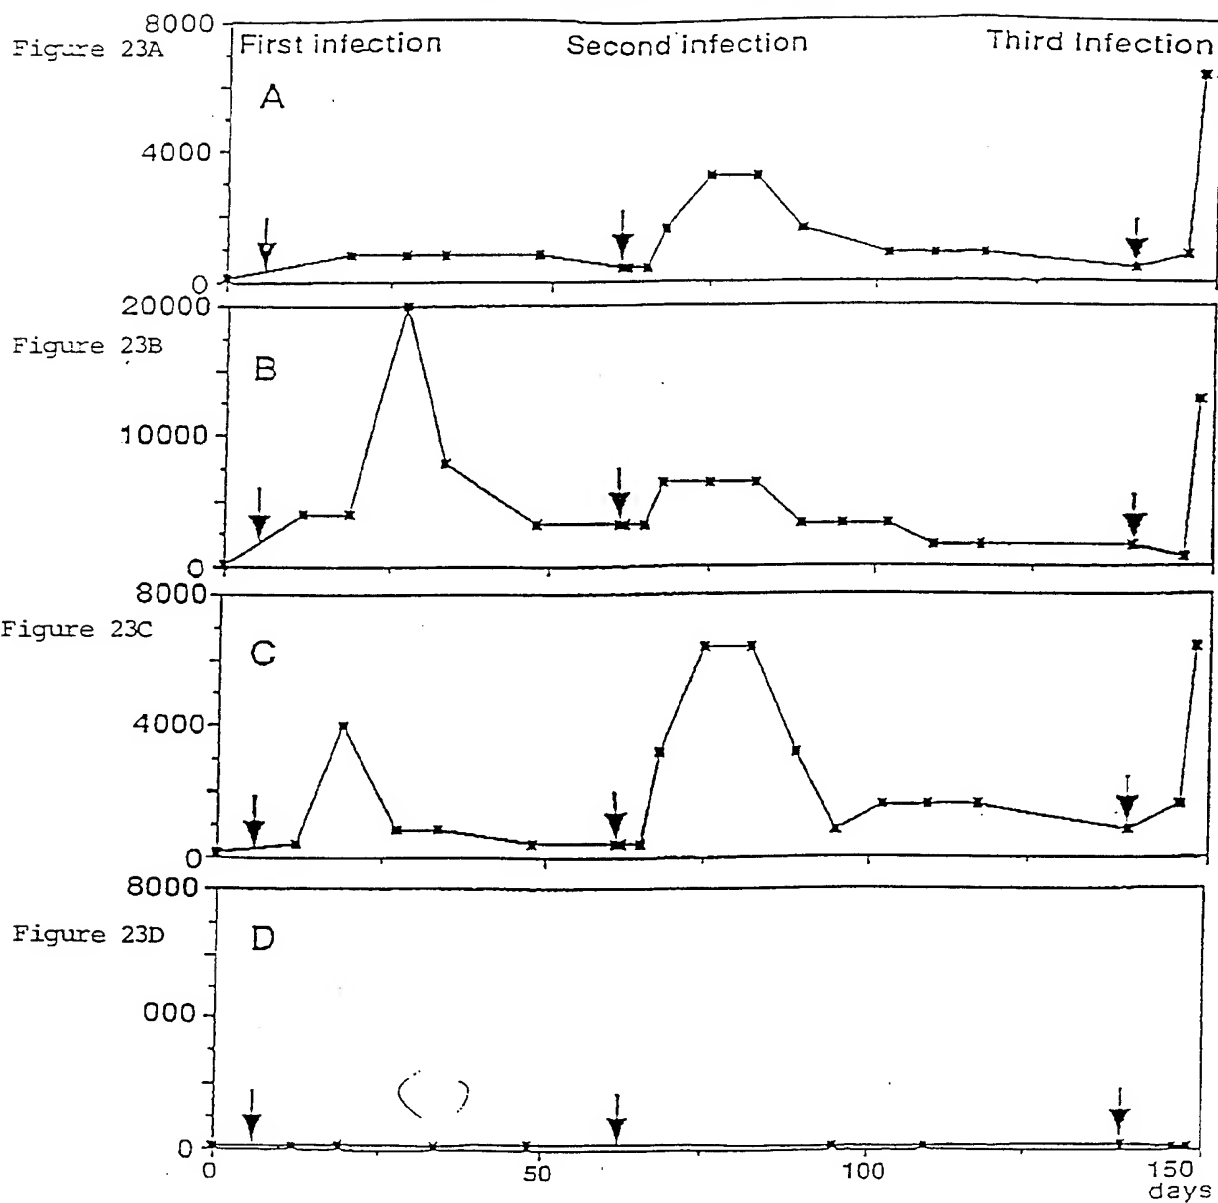 8000
Figure 23A
First infection
Second infection
Third Infection
A
4000
0
20000
Figure 23B
B
10000
0
8000
Figure 23C
C
4000
0
8000
Figure 23D
D
000
0
0
50
100
150
days